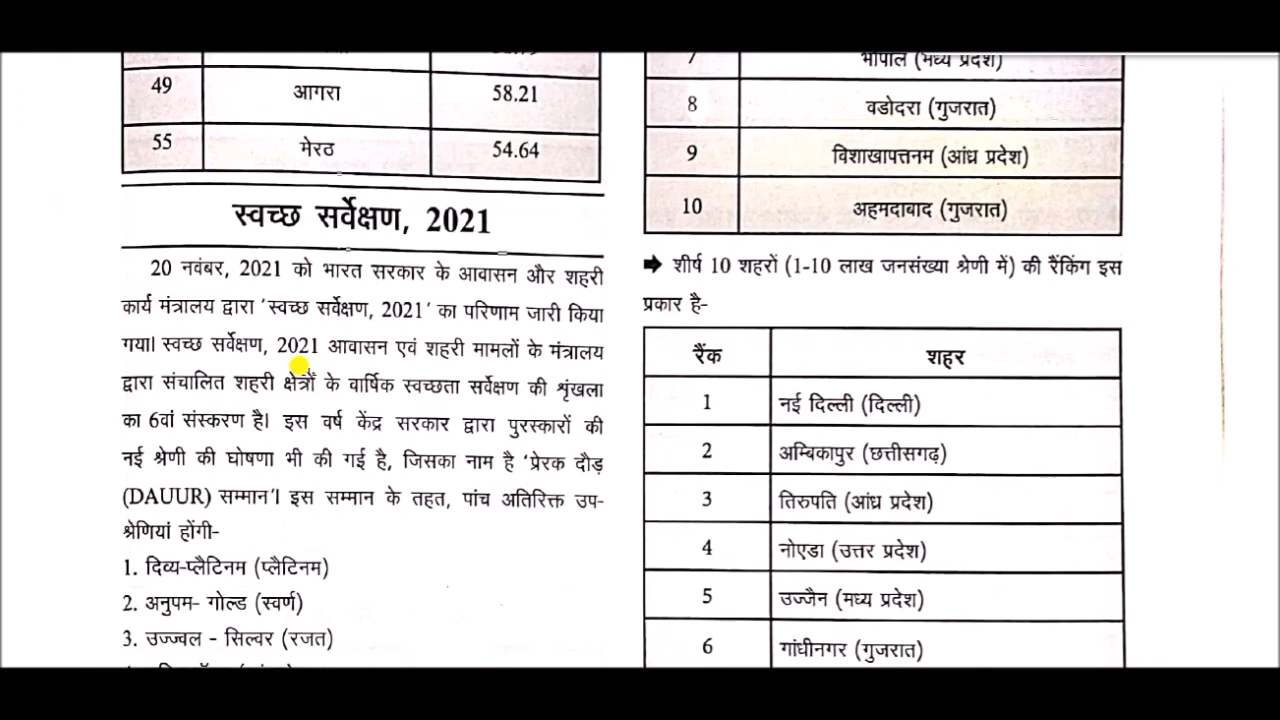 49 आगरा 58.21
55 मेरठ 54.64
स्वच्छ सर्वेक्षण, 2021
20 नवंबर, 2021 को भारत सरकार के आवासन और शहरी
कार्य मंत्रालय द्वारा 'स्वच्छ सर्वेक्षण, 2021' का परिणाम जारी किया
गया। स्वच्छ सर्वेक्षण, 2021 आवासन एवं शहरी मामलों के मंत्रालय
द्वारा संचालित शहरी क्षेत्रों के वार्षिक स्वच्छता सर्वेक्षण की शृंखला
का 6वां संस्करण है। इस वर्ष केंद्र सरकार द्वारा पुरस्कारों की
नई श्रेणी की घोषणा भी की गई है, जिसका नाम है 'प्रेरक दौड़
(DAUUR) सम्मान'। इस सम्मान के तहत, पांच अतिरिक्त उप-
श्रेणियां होंगी-
1. दिव्य-प्लैटिनम (प्लैटिनम)
2. अनुपम- गोल्ड (स्वर्ण)
3. उज्ज्वल - सिल्वर (रजत)
7 भोपाल (मध्य प्रदेश)
8 वडोदरा (गुजरात)
9 विशाखापत्तनम (आंध्र प्रदेश)
10 अहमदाबाद (गुजरात)
➡ शीर्ष 10 शहरों (1-10 लाख जनसंख्या श्रेणी में) की रैंकिंग इस
प्रकार है-
रैंक शहर
1 नई दिल्ली (दिल्ली)
2 अम्बिकापुर (छत्तीसगढ़)
3 तिरुपति (आंध्र प्रदेश)
4 नोएडा (उत्तर प्रदेश)
5 उज्जैन (मध्य प्रदेश)
6 गांधीनगर (गुजरात)